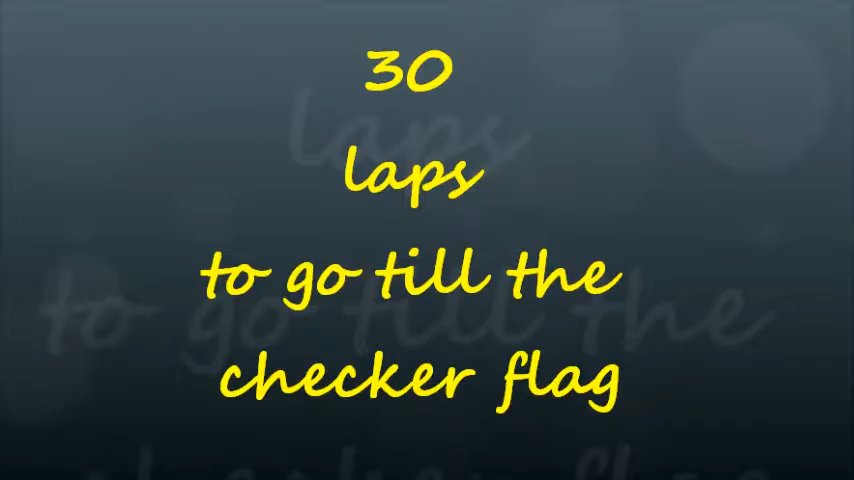 30
laps
to go till the
checker flag